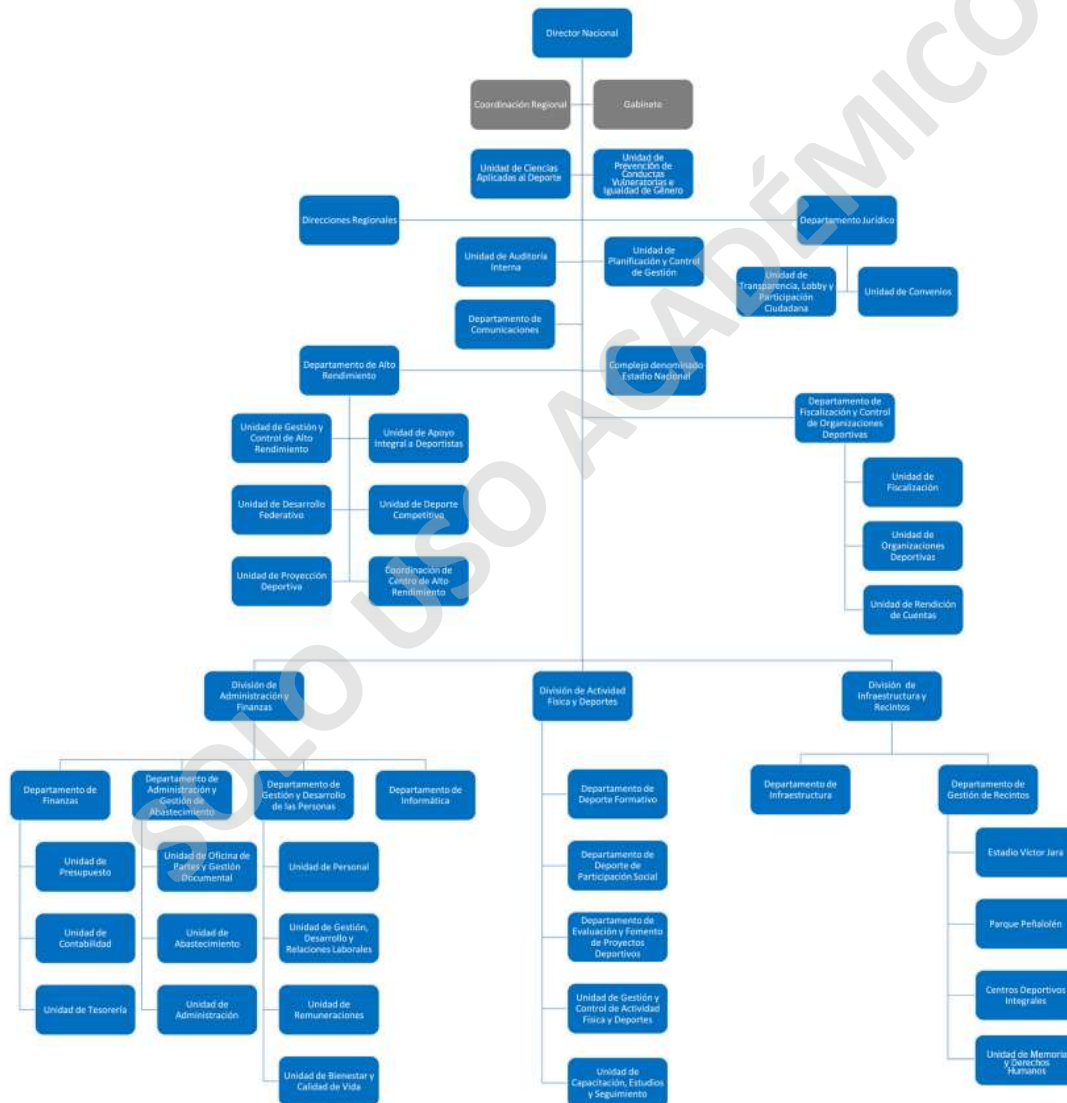 Director Nacional
Coordinación Regional
Gabinete
Unidad de Ciencias
Aplicadas al Deporte
Unidad de
Prevención de
Conductas
Vulneratorias e
Igualdad de Género
Direcciones Regionales
Departamento Jurídico
Unidad de Auditoría
Interna
Unidad de
Planificación y Control
de Gestión
Unidad de
Transparencia, Lobby y
Participación
Ciudadana
Unidad de Convenios
Departamento de
Comunicaciones
Departamento de Alto
Rendimiento
Complejo denominado
Estadio Nacional
Departamento de
Fiscalización y Control
de Organizaciones
Deportivas
Unidad de Gestión y
Control de Alto
Rendimiento
Unidad de Apoyo
Integral a Deportistas
Unidad de
Fiscalización
Unidad de Desarrollo
Federativo
Unidad de Deporte
Competitivo
Unidad de
Organizaciones
Deportivas
Unidad de Proyección
Deportiva
Coordinación de
Centro de Alto
Rendimiento
Unidad de Rendición
de Cuentas
División de
Administración y
Finanzas
División de Actividad
Física y Deportes
División de
Infraestructura y
Recintos
Departamento de
Finanzas
Departamento de
Administración y
Gestión de
Abastecimiento
Departamento de
Gestión y Desarrollo
de las Personas
Departamento de
Informática
Departamento de
Deporte Formativo
Departamento de
Infraestructura
Departamento de
Gestión de Recintos
Unidad de
Presupuesto
Unidad de Oficina de
Partes y Gestión
Documental
Unidad de Personal
Departamento de
Deporte de
Participación Social
Estadio Víctor Jara
Unidad de
Contabilidad
Unidad de
Abastecimiento
Unidad de Gestión,
Desarrollo y
Relaciones Laborales
Departamento de
Evaluación y Fomento
de Proyectos
Deportivos
Parque Peñalolén
Unidad de Tesorería
Unidad de
Administración
Unidad de
Remuneraciones
Unidad de Gestión y
Control de Actividad
Física y Deportes
Centros Deportivos
Integrales
Unidad de Bienestar y
Calidad de Vida
Unidad de
Capacitación, Estudios
y Seguimiento
Unidad de Memoria
y Derechos
Humanos
SOLO USO ACADÉMICO